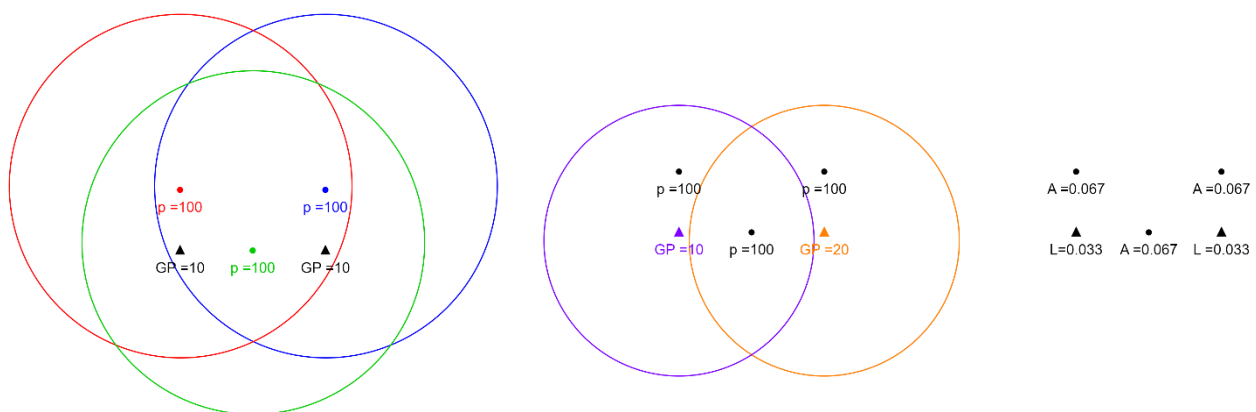 p =100
p =100
GP =10
p =100
GP =10
p =100
p =100
GP =10
p =100
GP =20
A =0.067
A =0.067
L=0.033
A =0.067
L =0.033